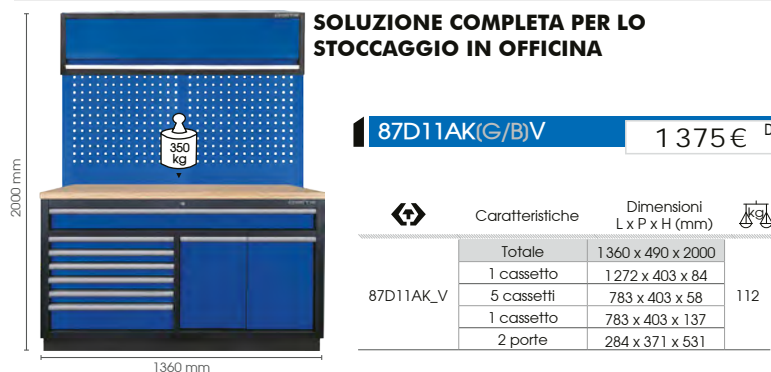 SOLUZIONE COMPLETA PER LO
STOCCAGGIO IN OFFICINA
350
kg
2000 mm
1360 mm
87D11AK(G/B)V
1 375 € D
Caratteristiche
Dimensioni
L x P x H (mm)
kg
Totale 1360 x 490 x 2000
1 cassetto 1272 x 403 x 84
87D11AK_V 5 cassetti 783 x 403 x 58 112
1 cassetto 783 x 403 x 137
2 porte 284 x 371 x 531